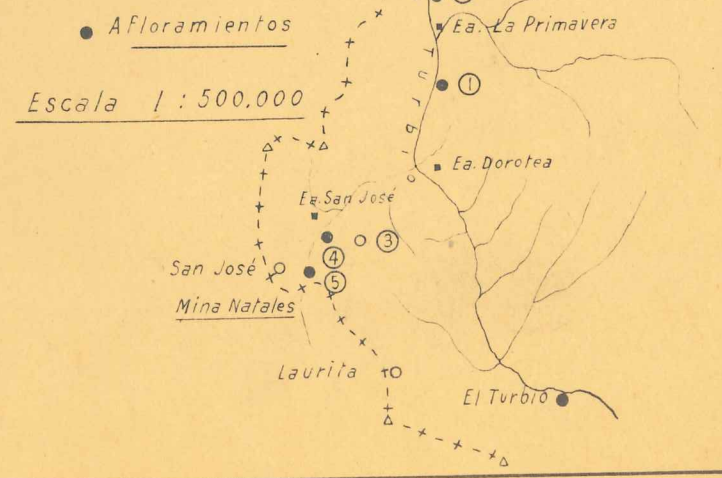 Afloramientos
Ea. La Primavera
Turbio
①
Escala 1:500.000
Ea. Dorotea
Ea. San José
③
④
San José
⑤
Mina Natales
Laurita
El Turbio